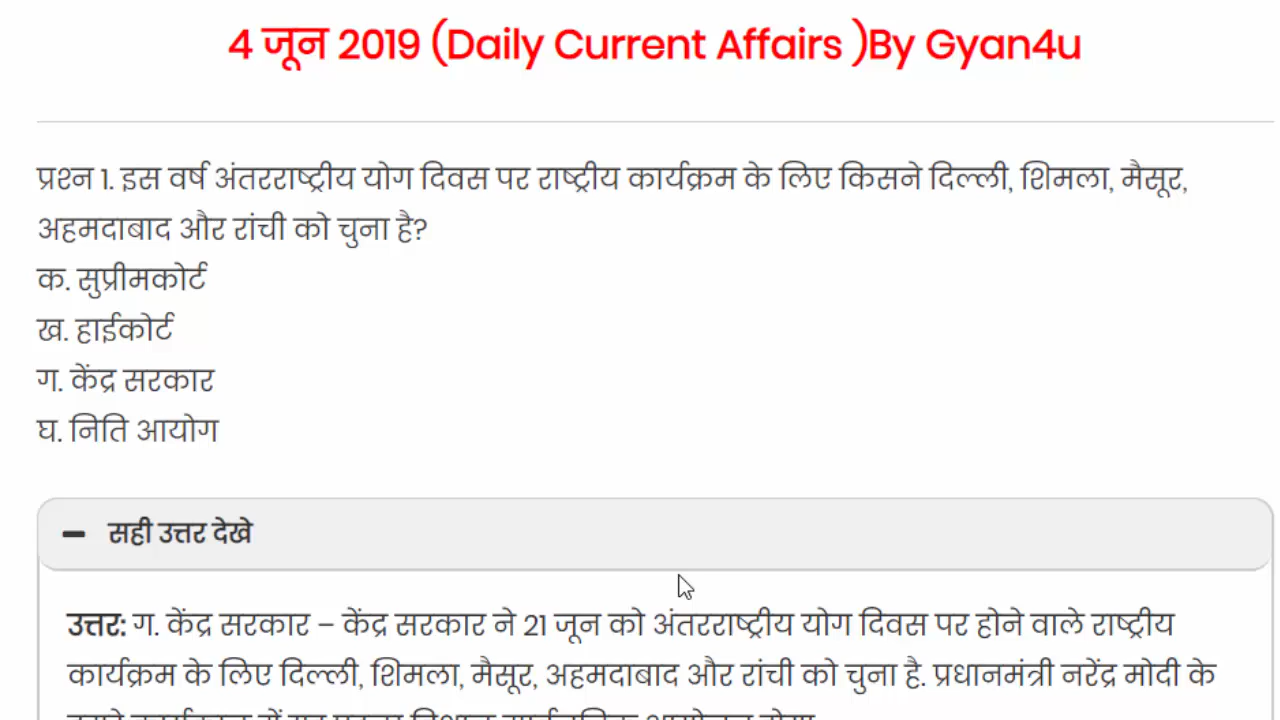 4 जून 2019 (Daily Current Affairs )By Gyan4u
प्रश्न 1. इस वर्ष अंतरराष्ट्रीय योग दिवस पर राष्ट्रीय कार्यक्रम के लिए किसने दिल्ली, शिमला, मैसूर,
अहमदाबाद और रांची को चुना है?
क. सुप्रीमकोर्ट
ख. हाईकोर्ट
ग. केंद्र सरकार
घ. निति आयोग
सही उत्तर देखे
उत्तर: ग. केंद्र सरकार – केंद्र सरकार ने 21 जून को अंतरराष्ट्रीय योग दिवस पर होने वाले राष्ट्रीय
कार्यक्रम के लिए दिल्ली, शिमला, मैसूर, अहमदाबाद और रांची को चुना है. प्रधानमंत्री नरेंद्र मोदी के